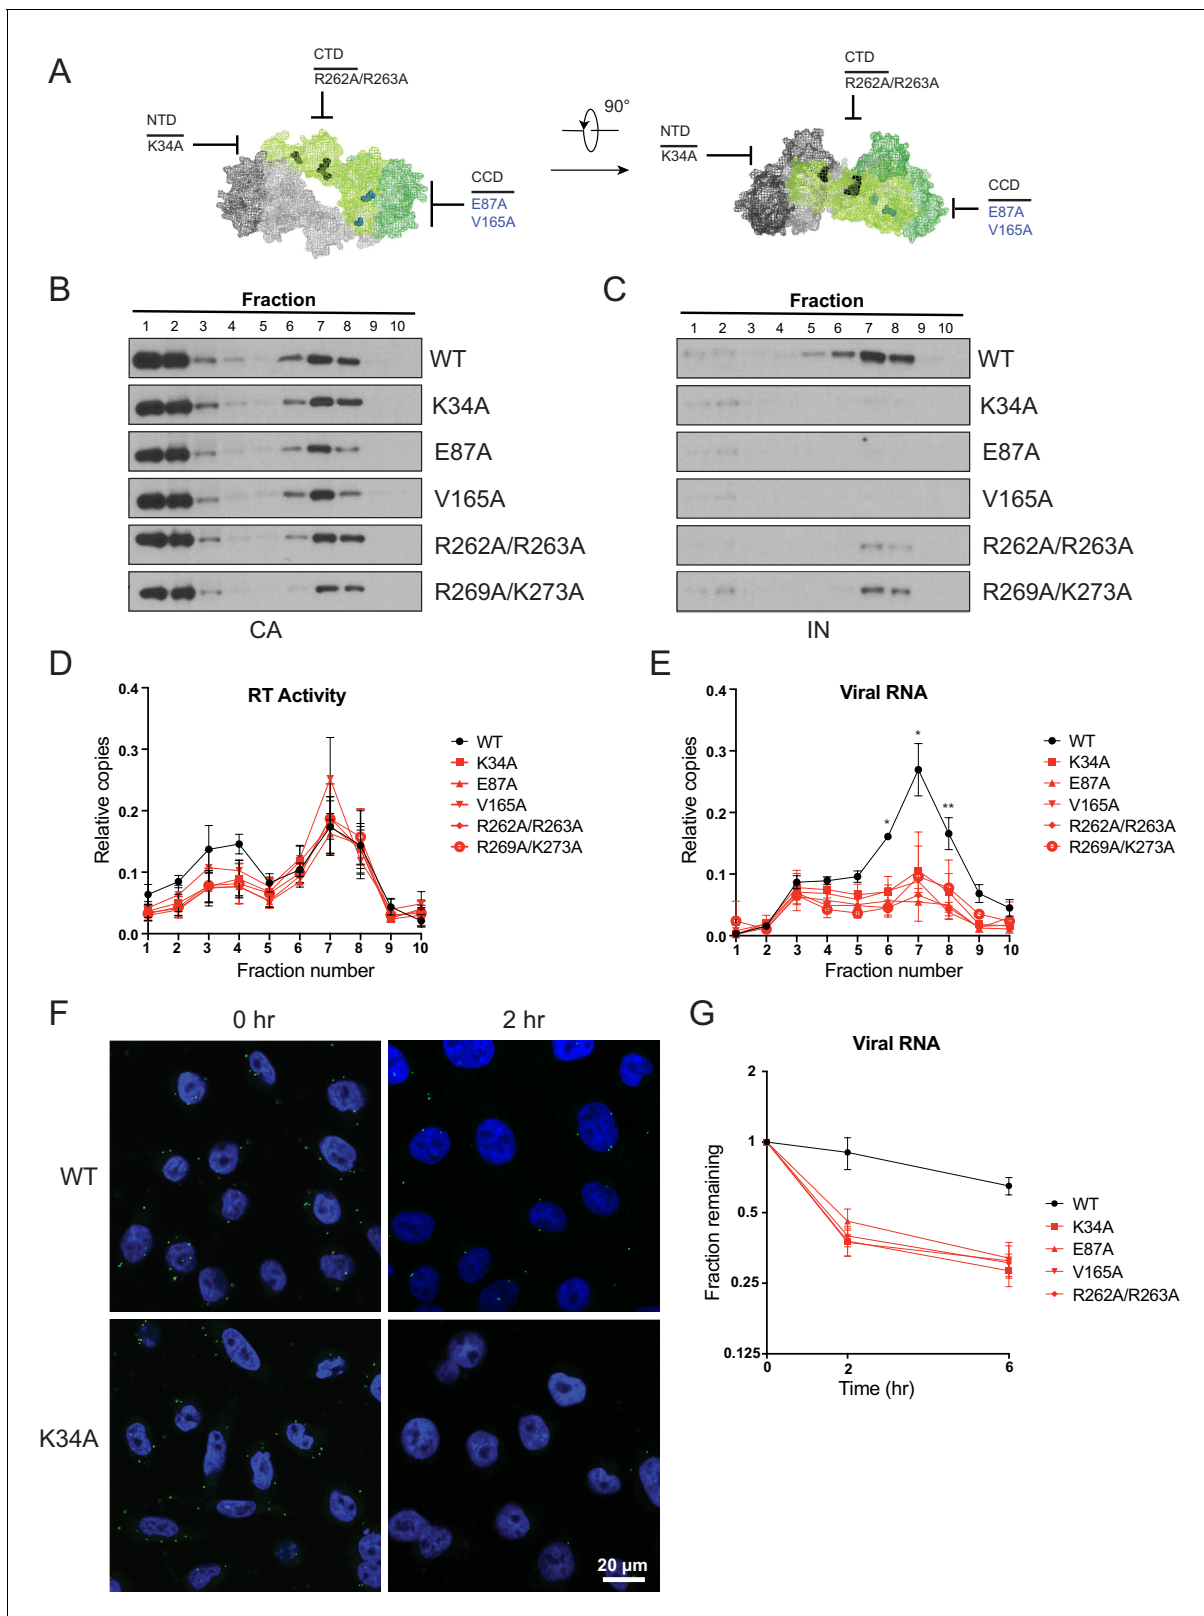 A
CTD
R262A/R263A
NTD
K34A
CCD
E87A
V165A
90°
CTD
R262A/R263A
NTD
K34A
CCD
E87A
V165A
B
Fraction
1 2 3 4 5 6 7 8 9 10
WT
K34A
E87A
V165A
R262A/R263A
R269A/K273A
CA
C
Fraction
1 2 3 4 5 6 7 8 9 10
WT
K34A
E87A
V165A
R262A/R263A
R269A/K273A
IN
D
RT Activity
Relative copies
0.4
0.3
0.2
0.1
0.0
1 2 3 4 5 6 7 8 9 10
Fraction number
WT
K34A
E87A
V165A
R262A/R263A
R269A/K273A
E
Viral RNA
Relative copies
0.4
0.3
0.2
0.1
0.0
* * **
1 2 3 4 5 6 7 8 9 10
Fraction number
WT
K34A
E87A
V165A
R262A/R263A
R269A/K273A
F
0 hr 2 hr
WT
K34A
20 µm
G
Viral RNA
Fraction remaining
2
1
0.5
0.25
0.125
0 2 6
Time (hr)
WT
K34A
E87A
V165A
R262A/R263A